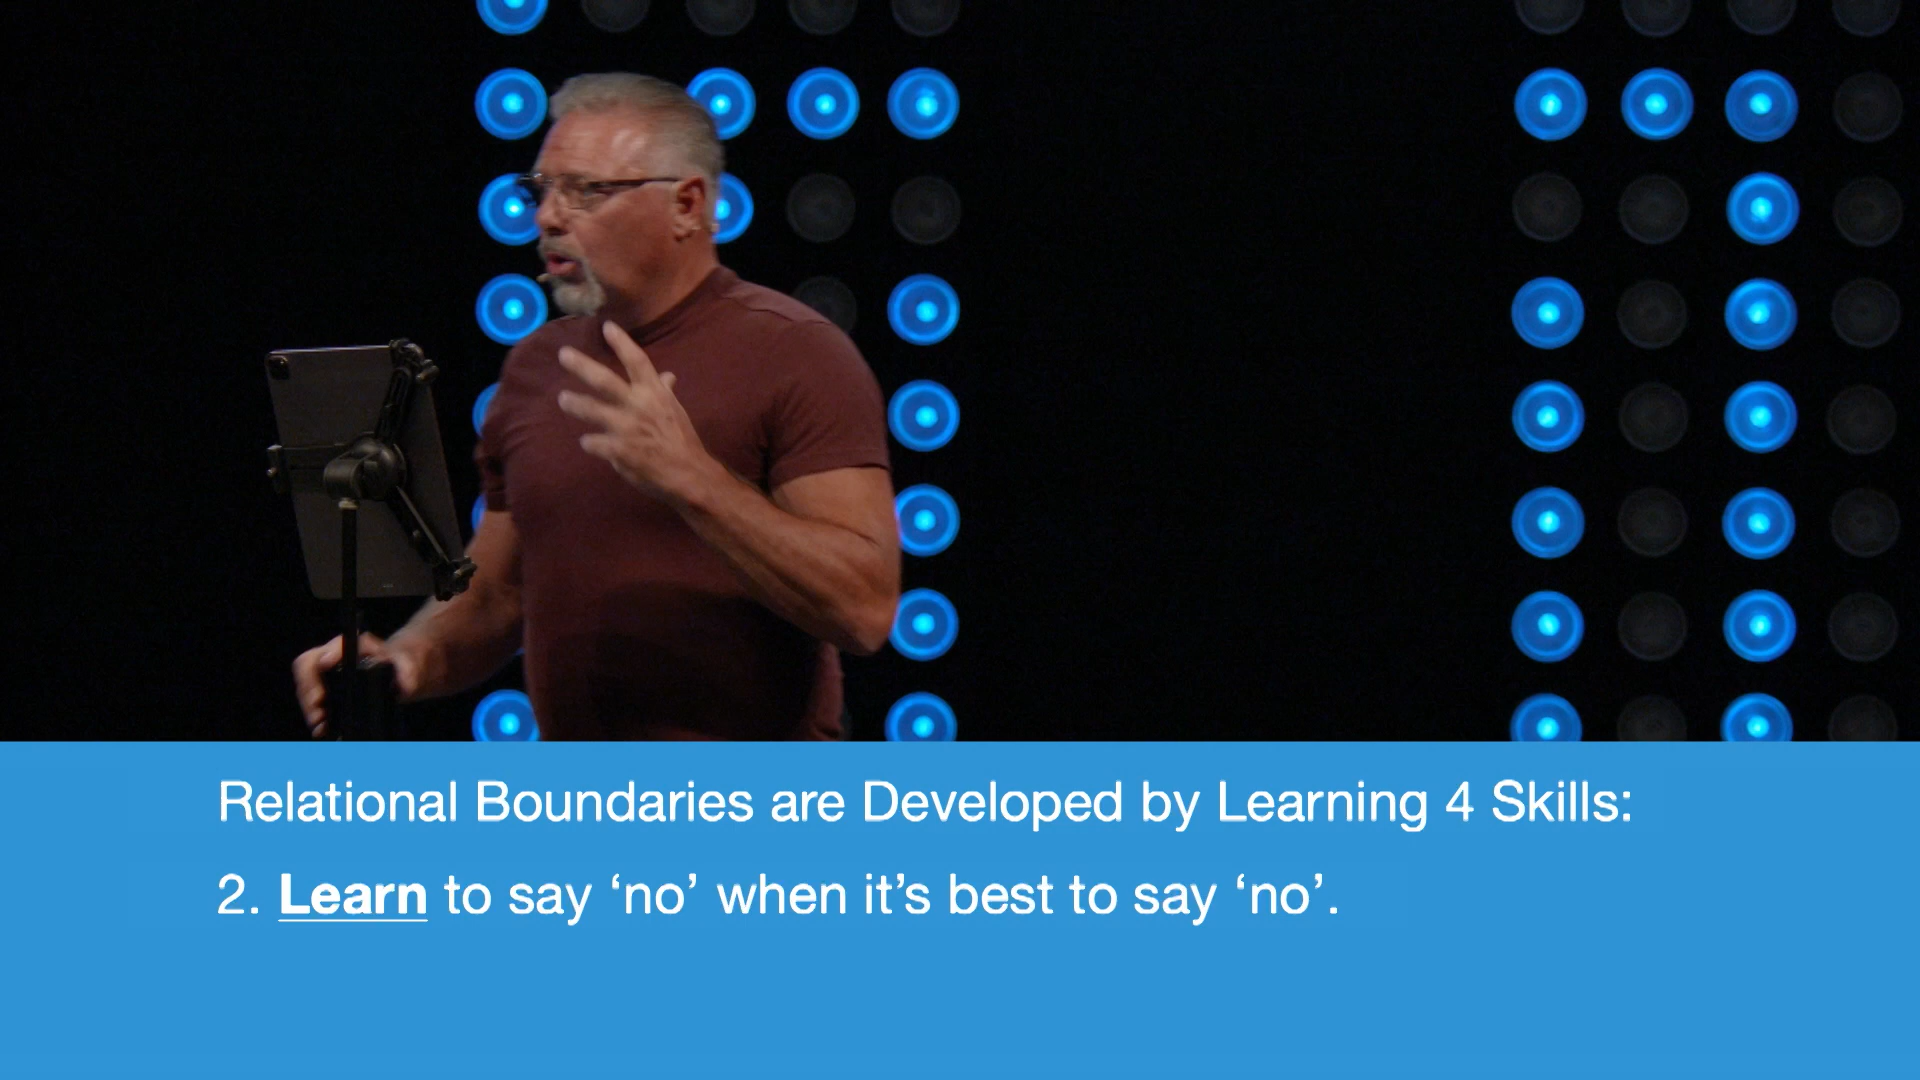 Relational Boundaries are Developed by Learning 4 Skills:
2. Learn to say ‘no’ when it’s best to say ‘no’.